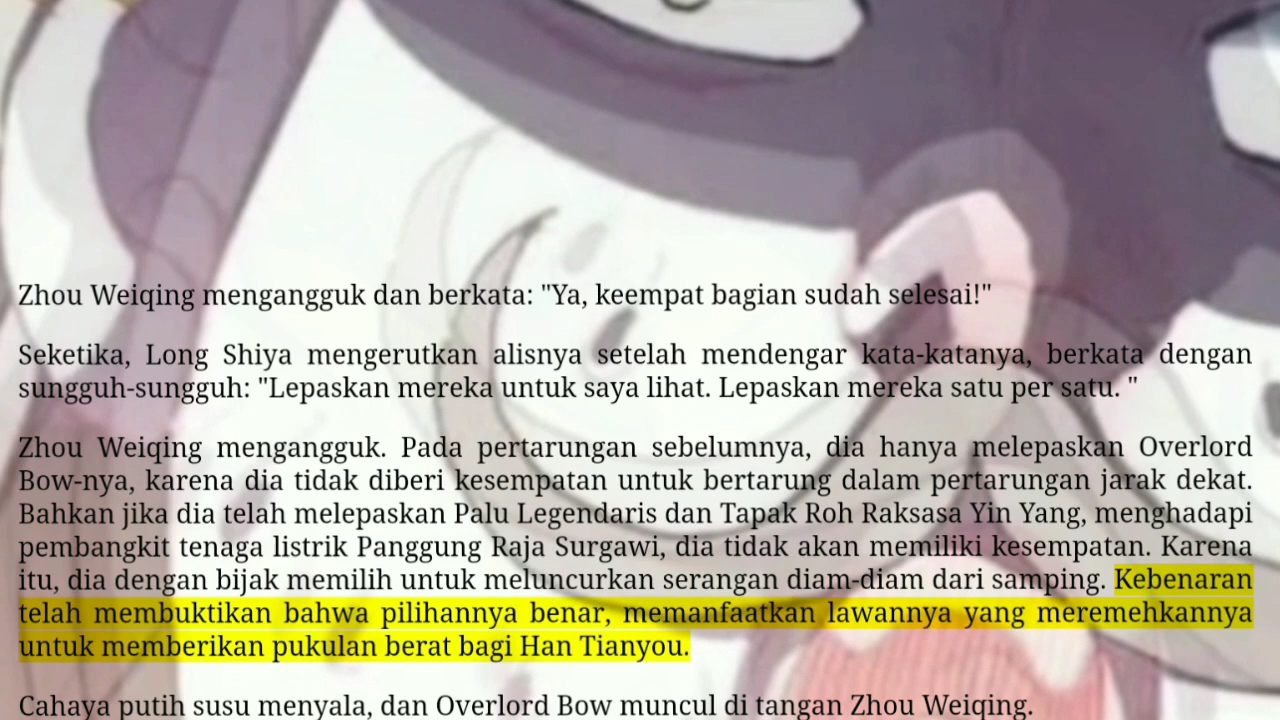 Zhou Weiqing mengangguk dan berkata: "Ya, keempat bagian sudah selesai!"
Seketika, Long Shiya mengerutkan alisnya setelah mendengar kata-katanya, berkata dengan
sungguh-sungguh: "Lepaskan mereka untuk saya lihat. Lepaskan mereka satu per satu. "
Zhou Weiqing mengangguk. Pada pertarungan sebelumnya, dia hanya melepaskan Overlord
Bow-nya, karena dia tidak diberi kesempatan untuk bertarung dalam pertarungan jarak dekat.
Bahkan jika dia telah melepaskan Palu Legendaris dan Tapak Roh Raksasa Yin Yang, menghadapi
pembangkit tenaga listrik Panggung Raja Surgawi, dia tidak akan memiliki kesempatan. Karena
itu, dia dengan bijak memilih untuk meluncurkan serangan diam-diam dari samping. Kebenaran
telah membuktikan bahwa pilihannya benar, memanfaatkan lawannya yang meremehkannya
untuk memberikan pukulan berat bagi Han Tianyou.
Cahaya putih susu menyala, dan Overlord Bow muncul di tangan Zhou Weiqing.